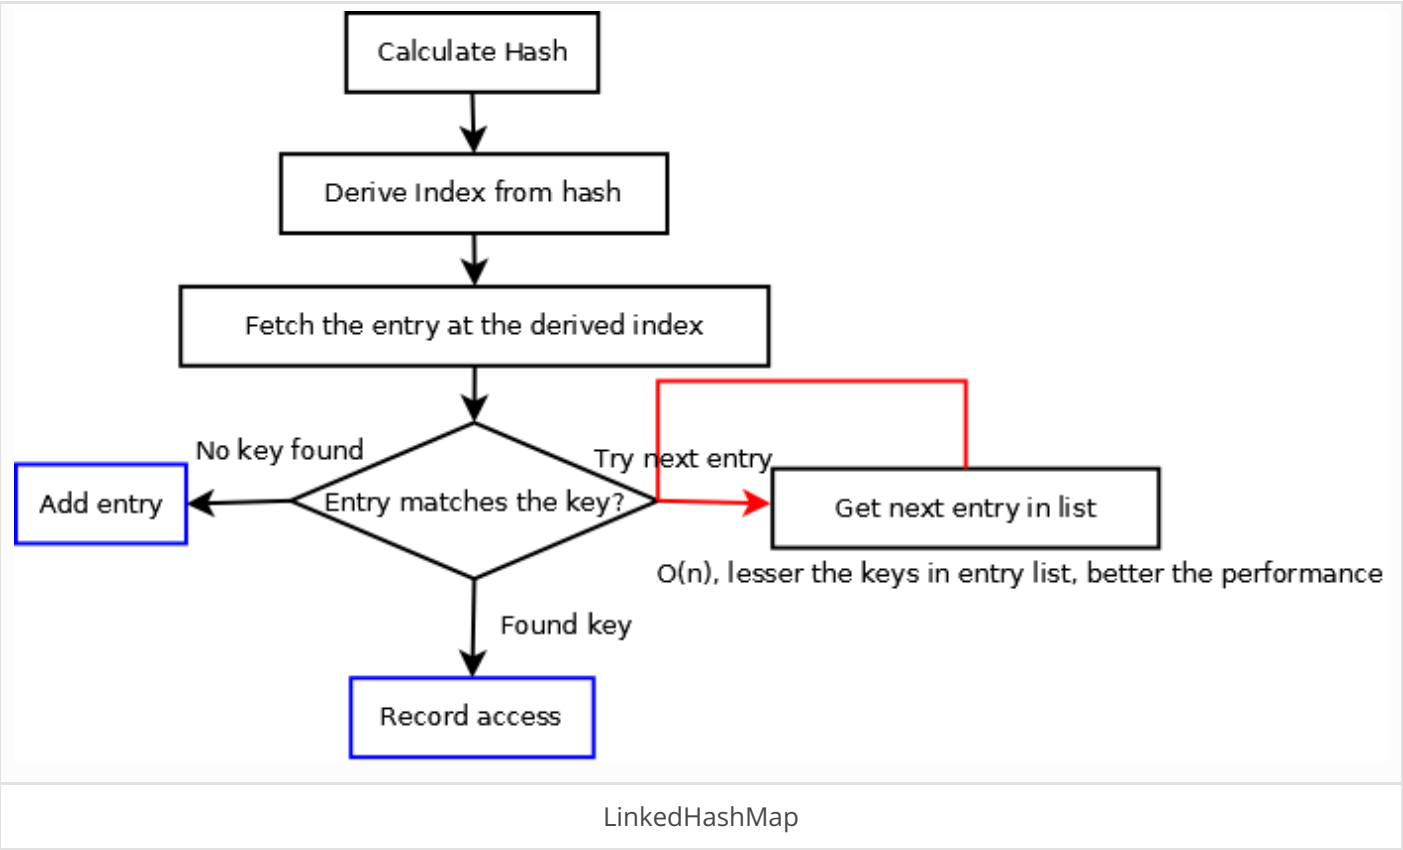 Calculate Hash
Derive Index from hash
Fetch the entry at the derived index
No key found
Try next entry
Add entry
Entry matches the key?
Get next entry in list
O(n), lesser the keys in entry list, better the performance
Found key
Record access
LinkedHashMap